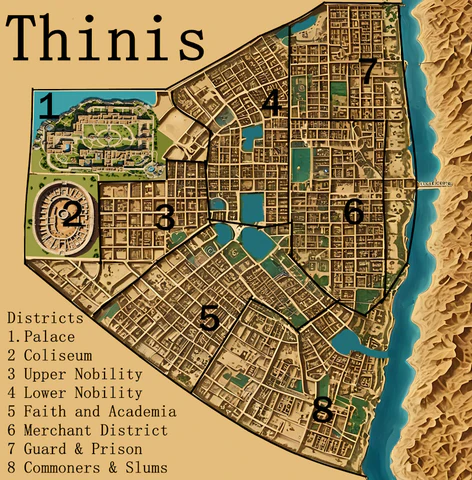 Thinis
7
1
4
2
3
6
5
8
Districts
1.Palace
2 Coliseum
3 Upper Nobility
4 Lower Nobility
5 Faith and Academia
6 Merchant District
7 Guard & Prison
8 Commoners & Slums